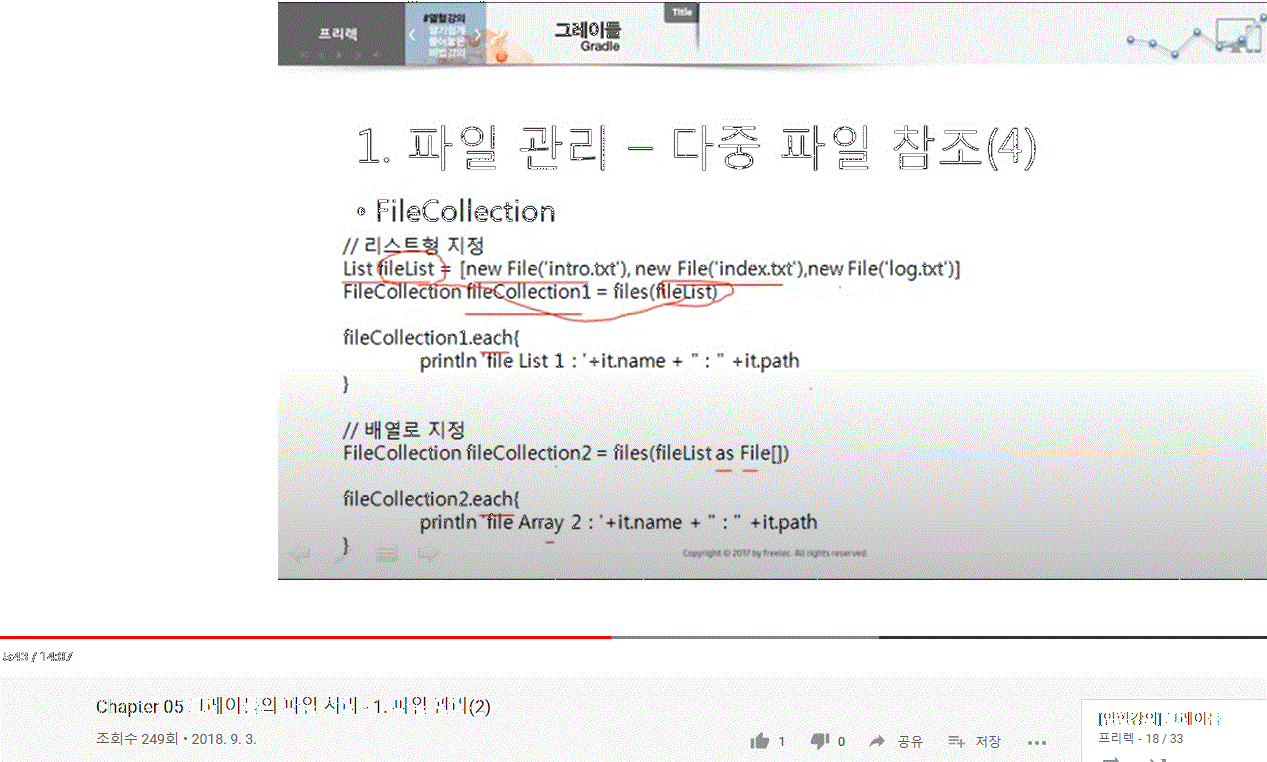 프리렉
#열혈강의
그레이들
Gradle
Title
1. 파일 관리 – 다중 파일 참조(4)
• FileCollection
// 리스트형 지정
List fileList = [new File('intro.txt'), new File('index.txt'),new File('log.txt')]
FileCollection fileCollection1 = files(fileList)
fileCollection1.each{
println 'file List 1 : '+it.name + " : " +it.path
}
// 배열로 지정
FileCollection fileCollection2 = files(fileList as File[])
fileCollection2.each{
println 'file Array 2 : '+it.name + " : " +it.path
}
Copyright © 2017 by freelec. All rights reserved.
/ 14:07
Chapter 05 그레이들의 파일 처리 - 1. 파일 관리(2)
조회수 249회 • 2018. 9. 3.
1
0
공유
저장
[열혈강의] 그레이들
프리렉 - 18 / 33